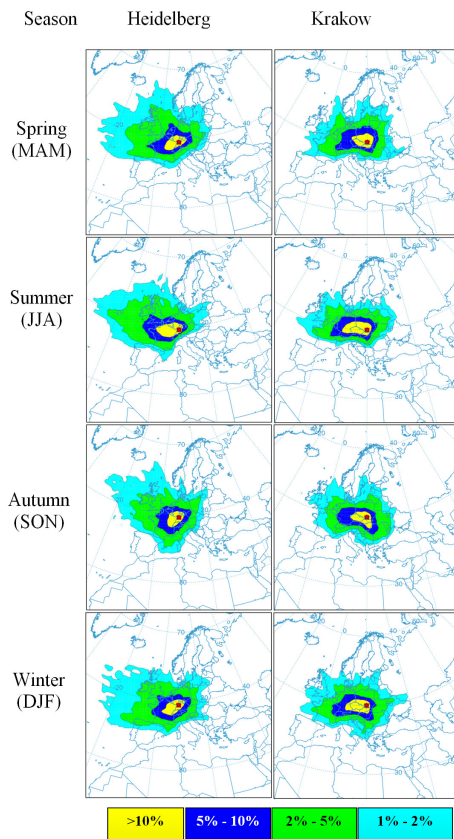 Season Heidelberg Krakow
Spring
(MAM)
Summer
(JJA)
Autumn
(SON)
Winter
(DJF)
>10% 5% - 10% 2% - 5% 1% - 2%